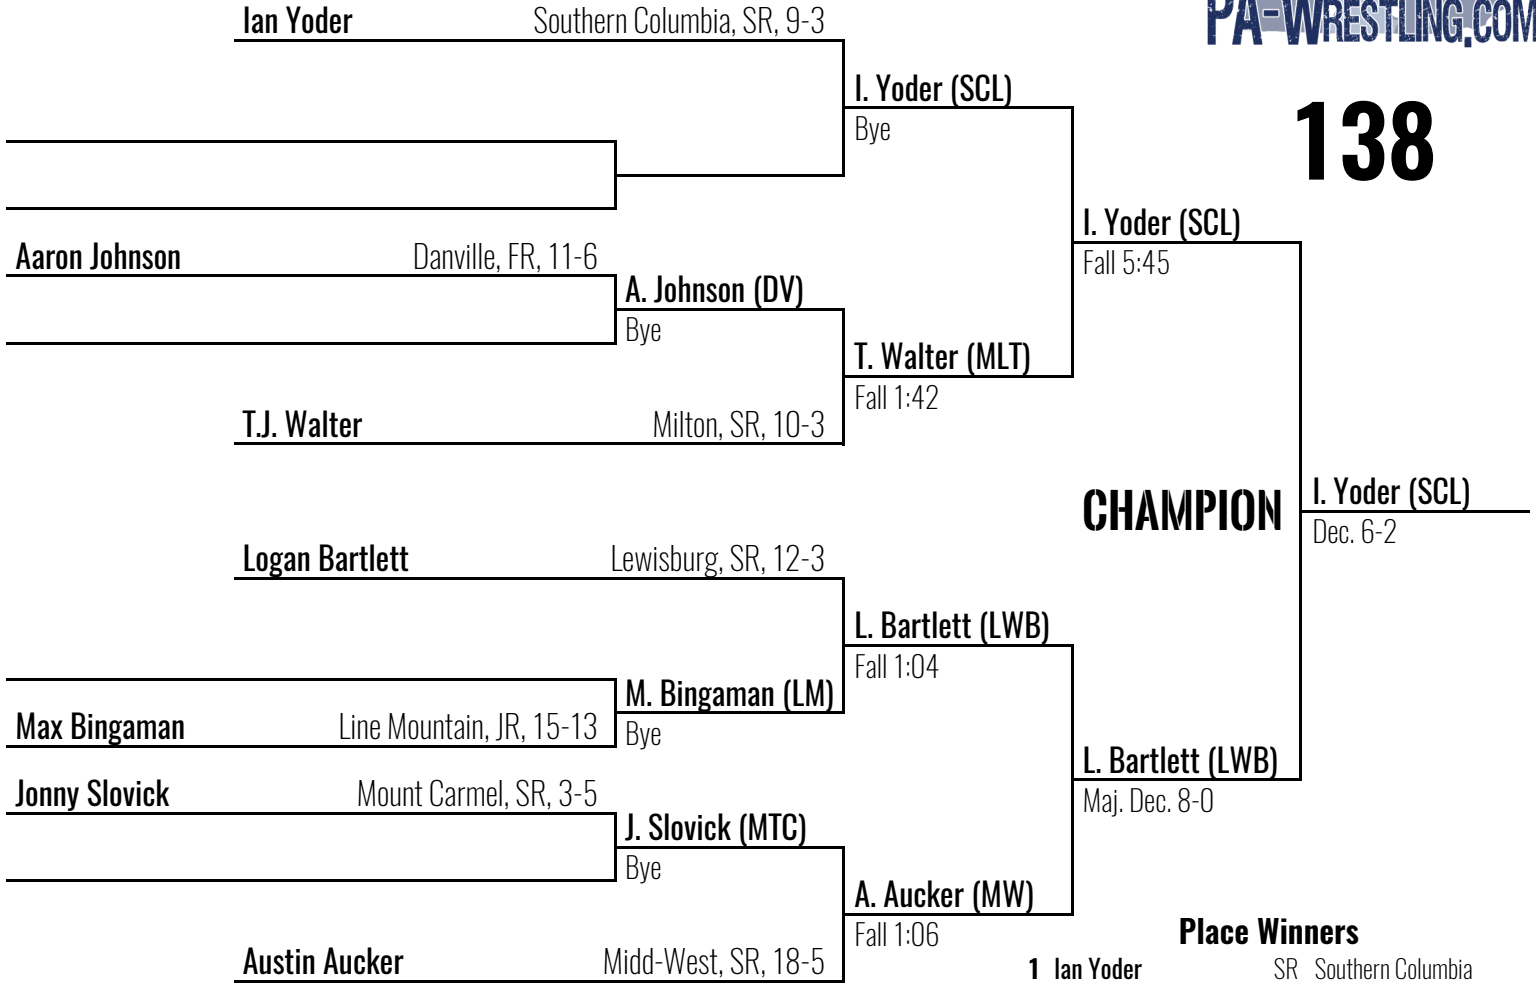 Ian Yoder Southern Columbia, SR, 9-3
PA-WRESTLING.COM
I. Yoder (SCL)
Bye
138
I. Yoder (SCL)
Fall 5:45
Aaron Johnson Danville, FR, 11-6
A. Johnson (DV)
Bye
T. Walter (MLT)
Fall 1:42
T.J. Walter Milton, SR, 10-3
CHAMPION
I. Yoder (SCL)
Dec. 6-2
Logan Bartlett Lewisburg, SR, 12-3
L. Bartlett (LWB)
Fall 1:04
M. Bingaman (LM)
Bye
Max Bingaman Line Mountain, JR, 15-13
L. Bartlett (LWB)
Maj. Dec. 8-0
Jonny Slovick Mount Carmel, SR, 3-5
J. Slovick (MTC)
Bye
A. Aucker (MW)
Fall 1:06
Austin Aucker Midd-West, SR, 18-5
Place Winners
1 Ian Yoder SR Southern Columbia